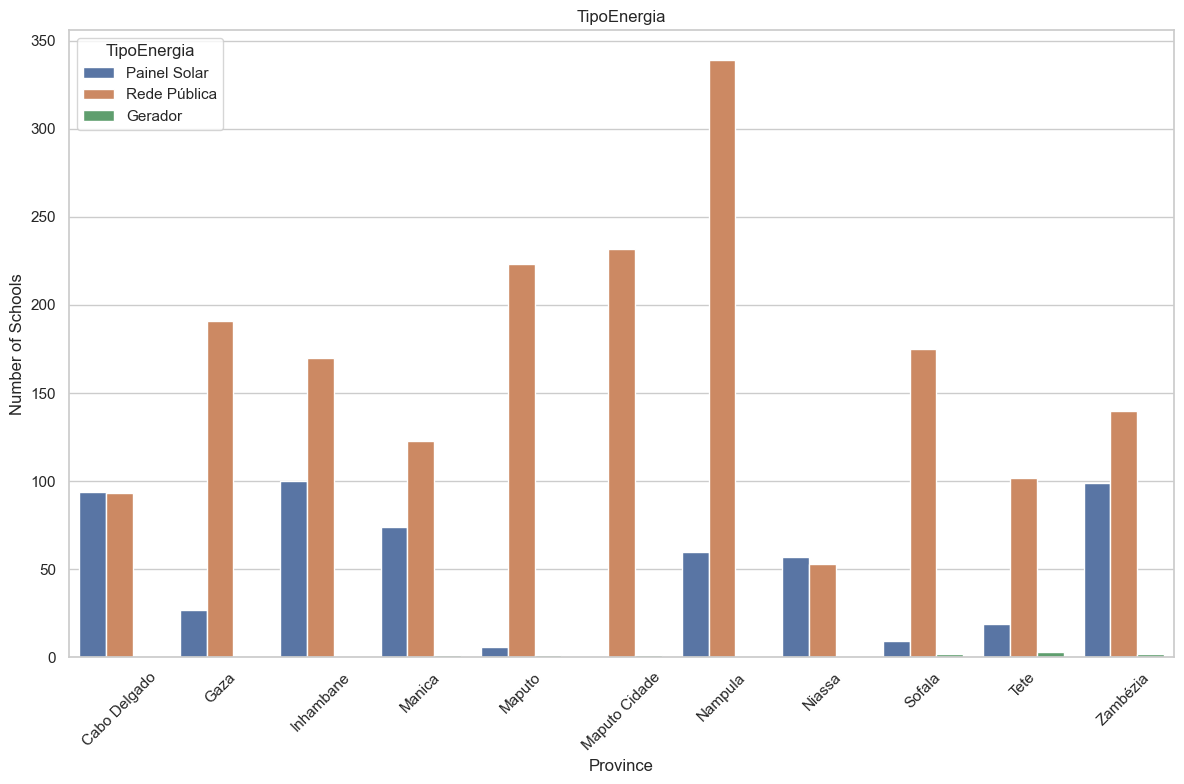 TipoEnergia
TipoEnergia
Painel Solar
Rede Pública
Gerador
350
300
250
200
150
100
50
0
Number of Schools
Cabo Delgado
Gaza
Inhambane
Manica
Maputo
Maputo Cidade
Nampula
Niassa
Sofala
Tete
Zambézia
Province